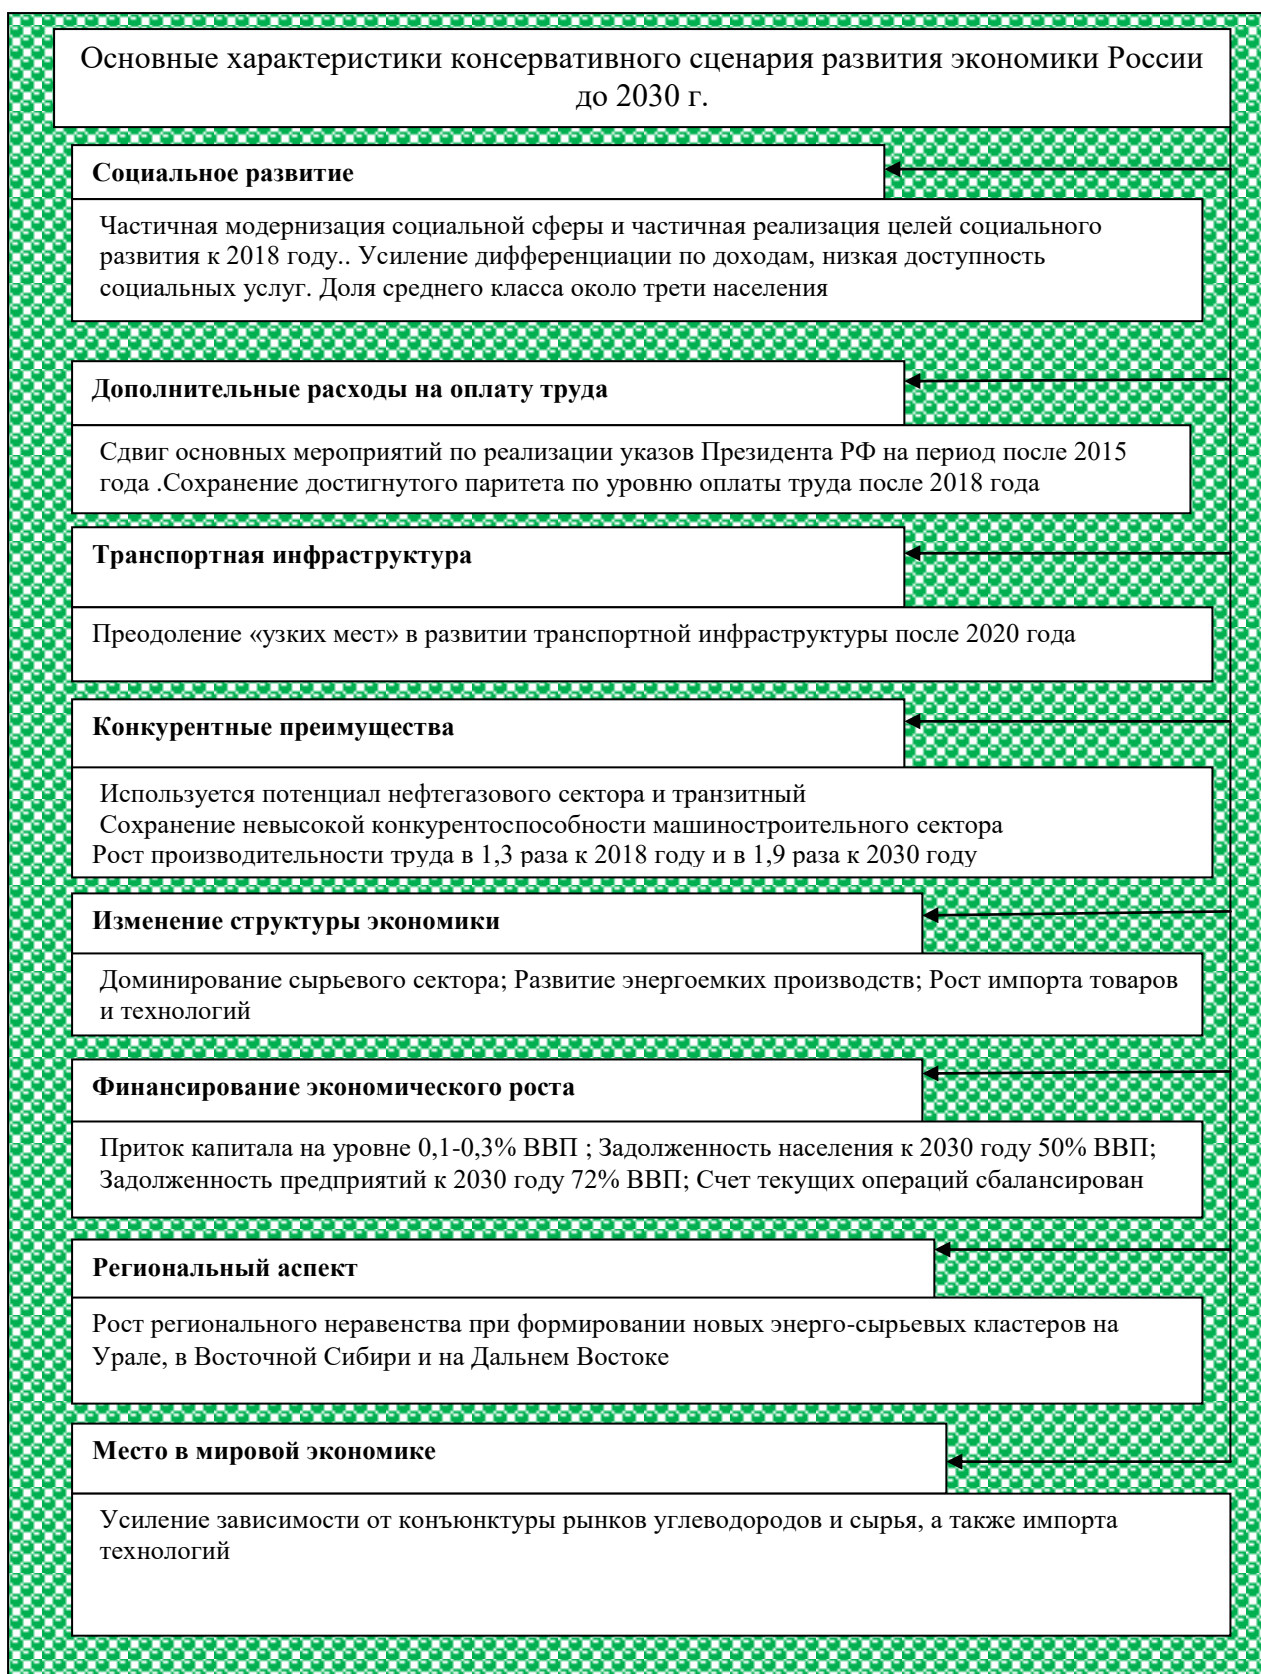 Основные характеристики консервативного сценария развития экономики России
до 2030 г.
Социальное развитие
Частичная модернизация социальной сферы и частичная реализация целей социального
развития к 2018 году.. Усиление дифференциации по доходам, низкая доступность
социальных услуг. Доля среднего класса около трети населения
Дополнительные расходы на оплату труда
Сдвиг основных мероприятий по реализации указов Президента РФ на период после 2015
года .Сохранение достигнутого паритета по уровню оплаты труда после 2018 года
Транспортная инфраструктура
Преодоление «узких мест» в развитии транспортной инфраструктуры после 2020 года
Конкурентные преимущества
Используется потенциал нефтегазового сектора и транзитный
Сохранение невысокой конкурентоспособности машиностроительного сектора
Рост производительности труда в 1,3 раза к 2018 году и в 1,9 раза к 2030 году
Изменение структуры экономики
Доминирование сырьевого сектора; Развитие энергоемких производств; Рост импорта товаров
и технологий
Финансирование экономического роста
Приток капитала на уровне 0,1-0,3% ВВП ; Задолженность населения к 2030 году 50% ВВП;
Задолженность предприятий к 2030 году 72% ВВП; Счет текущих операций сбалансирован
Региональный аспект
Рост регионального неравенства при формировании новых энерго-сырьевых кластеров на
Урале, в Восточной Сибири и на Дальнем Востоке
Место в мировой экономике
Усиление зависимости от конъюнктуры рынков углеводородов и сырья, а также импорта
технологий